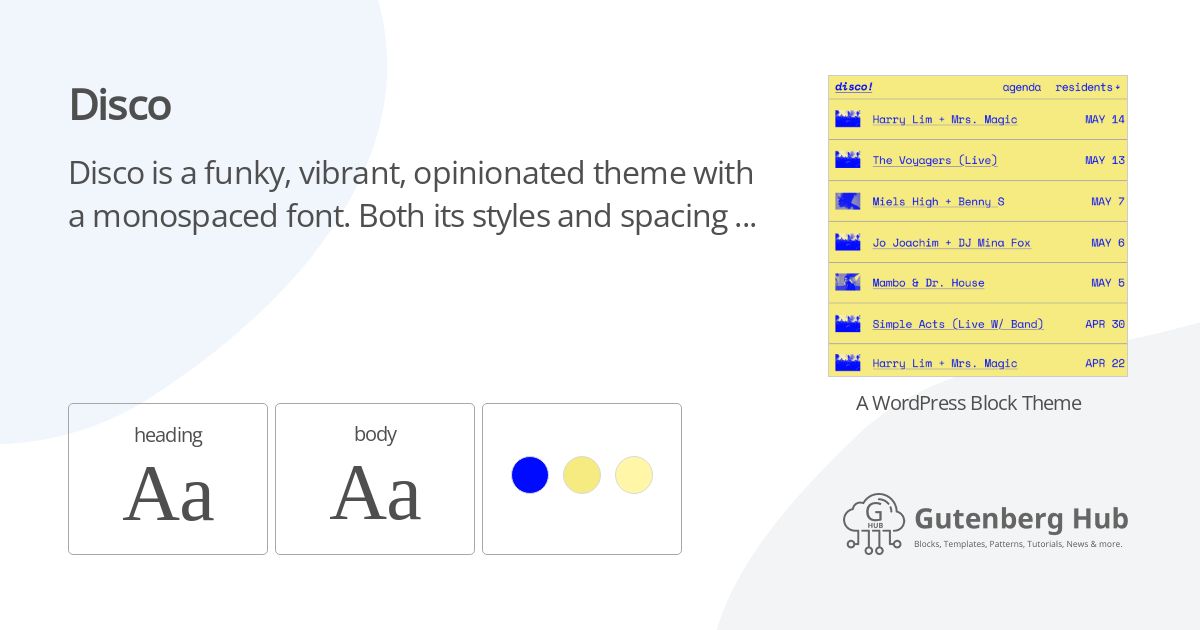 Disco
Disco is a funky, vibrant, opinionated theme with
a monospaced font. Both its styles and spacing ...
heading
Aa
body
Aa
disco!
agenda residents+
Harry Lim + Mrs. Magic MAY 14
The Voyagers (Live) MAY 13
Miels High + Benny S MAY 7
Jo Joachim + DJ Mina Fox MAY 6
Mambo & Dr. House MAY 5
Simple Acts (Live W/ Band) APR 30
Harry Lim + Mrs. Magic APR 22
A WordPress Block Theme
G
HUB
Gutenberg Hub
Blocks, Templates, Patterns, Tutorials, News & more.